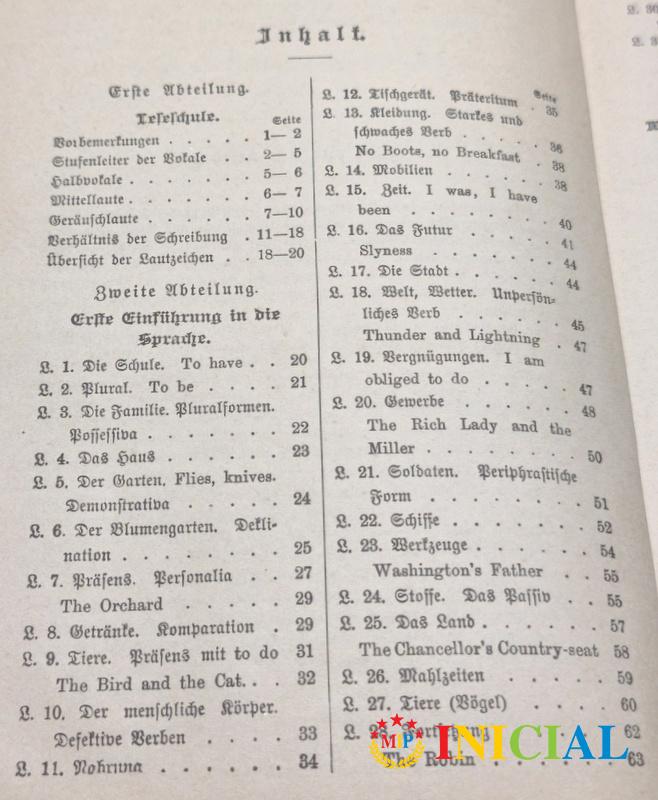 Inhalt.
Erste Abteilung.
Leseschule.
Seite
Vorbemerkungen . . . . . 1— 2
Stufenleiter der Vokale . . 2— 5
Halbvokale . . . . . . . 5— 6
Mittellaute . . . . . . . 6— 7
Geräuschlaute . . . . . . 7—10
Verhältnis der Schreibung . 11—18
Übersicht der Lautzeichen . . 18—20
Zweite Abteilung.
Erste Einführung in die
Sprache.
L. 1. Die Schule. To have . . 20
L. 2. Plural. To be . . . . 21
L. 3. Die Familie. Pluralformen.
Possessiva . . . . . . . 22
L. 4. Das Haus . . . . . 23
L. 5. Der Garten. Flies, knives.
Demonstrativa . . . . . 24
L. 6. Der Blumengarten. Dekli-
nation . . . . . . . . 25
L. 7. Präsens. Personalia . . 27
The Orchard . . . . . 29
L. 8. Getränke. Komparation . 29
L. 9. Tiere. Präsens mit to do 31
The Bird and the Cat. . . 32
L. 10. Der menschliche Körper.
Defektive Verben . . . . 33
L. 11. Nahrung . . . . . 34
L. 12. Tischgerät. Präteritum . 35
Seite
L. 13. Kleidung. Starkes und
schwaches Verb . . . . . 36
No Boots, no Breakfast . 38
L. 14. Mobilien . . . . . 38
L. 15. Zeit. I was, I have
been . . . . . . . 40
L. 16. Das Futur . . . . . 41
Slyness . . . . . . 44
L. 17. Die Stadt . . . . . 44
L. 18. Welt, Wetter. Unpersön-
liches Verb . . . . . . 45
Thunder and Lightning . 47
L. 19. Vergnügungen. I am
obliged to do . . . . . 47
L. 20. Gewerbe . . . . . . 48
The Rich Lady and the
Miller . . . . . . . 50
L. 21. Soldaten. Periphrastische
Form . . . . . . . 51
L. 22. Schiffe . . . . . . 52
L. 23. Werkzeuge . . . . . 54
Washington's Father . . 55
L. 24. Stoffe. Das Passiv . . 55
L. 25. Das Land . . . . . 57
The Chancellor's Country-seat 58
L. 26. Mahlzeiten . . . . . 59
L. 27. Tiere (Vögel) . . . . 60
L. 28. Fortsetzung . . . . 62
The Robin . . . . . . 63
MP INICIAL